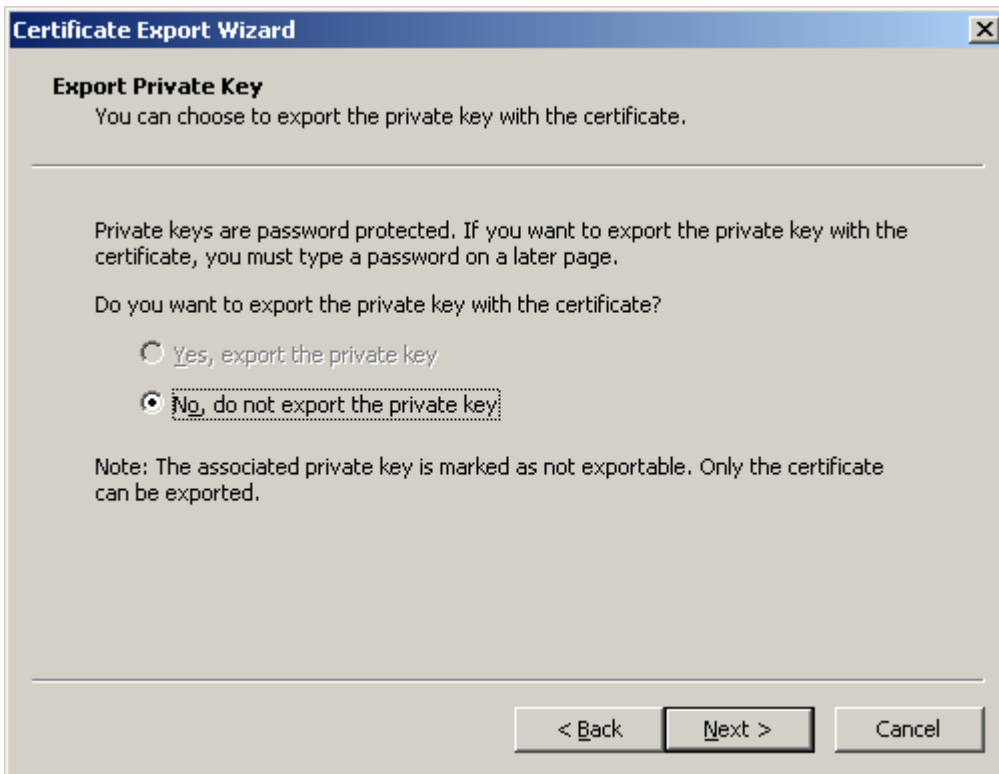 Certificate Export Wizard
Export Private Key
You can choose to export the private key with the certificate.
Private keys are password protected. If you want to export the private key with the
certificate, you must type a password on a later page.
Do you want to export the private key with the certificate?
Yes, export the private key
No, do not export the private key
Note: The associated private key is marked as not exportable. Only the certificate
can be exported.
< Back Next > Cancel